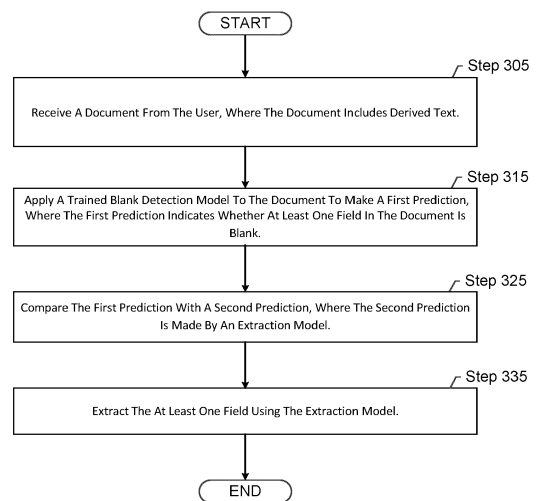 START
Step 305
Receive A Document From The User, Where The Document Includes Derived Text.
Step 315
Apply A Trained Blank Detection Model To The Document To Make A First Prediction,
Where The First Prediction Indicates Whether At Least One Field In The Document Is
Blank.
Step 325
Compare The First Prediction With A Second Prediction, Where The Second Prediction
Is Made By An Extraction Model.
Step 335
Extract The At Least One Field Using The Extraction Model.
END